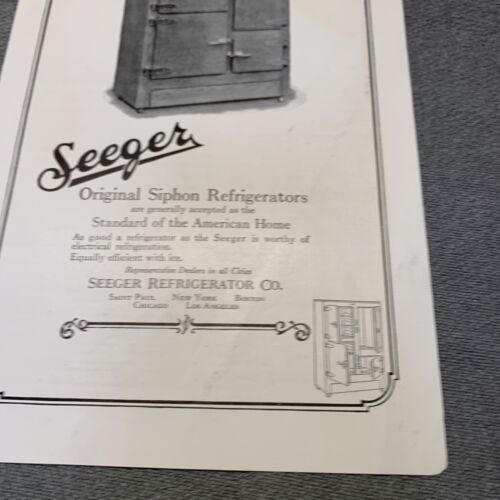 Seeger
Original Siphon Refrigerators
are generally accepted as the
Standard of the American Home
As good a refrigerator as the Seeger is worthy of
electrical refrigeration.
Equally efficient with ice.
Representative Dealers in all Cities
SEEGER REFRIGERATOR CO.
SAINT PAUL NEW YORK BOSTON
CHICAGO LOS ANGELES